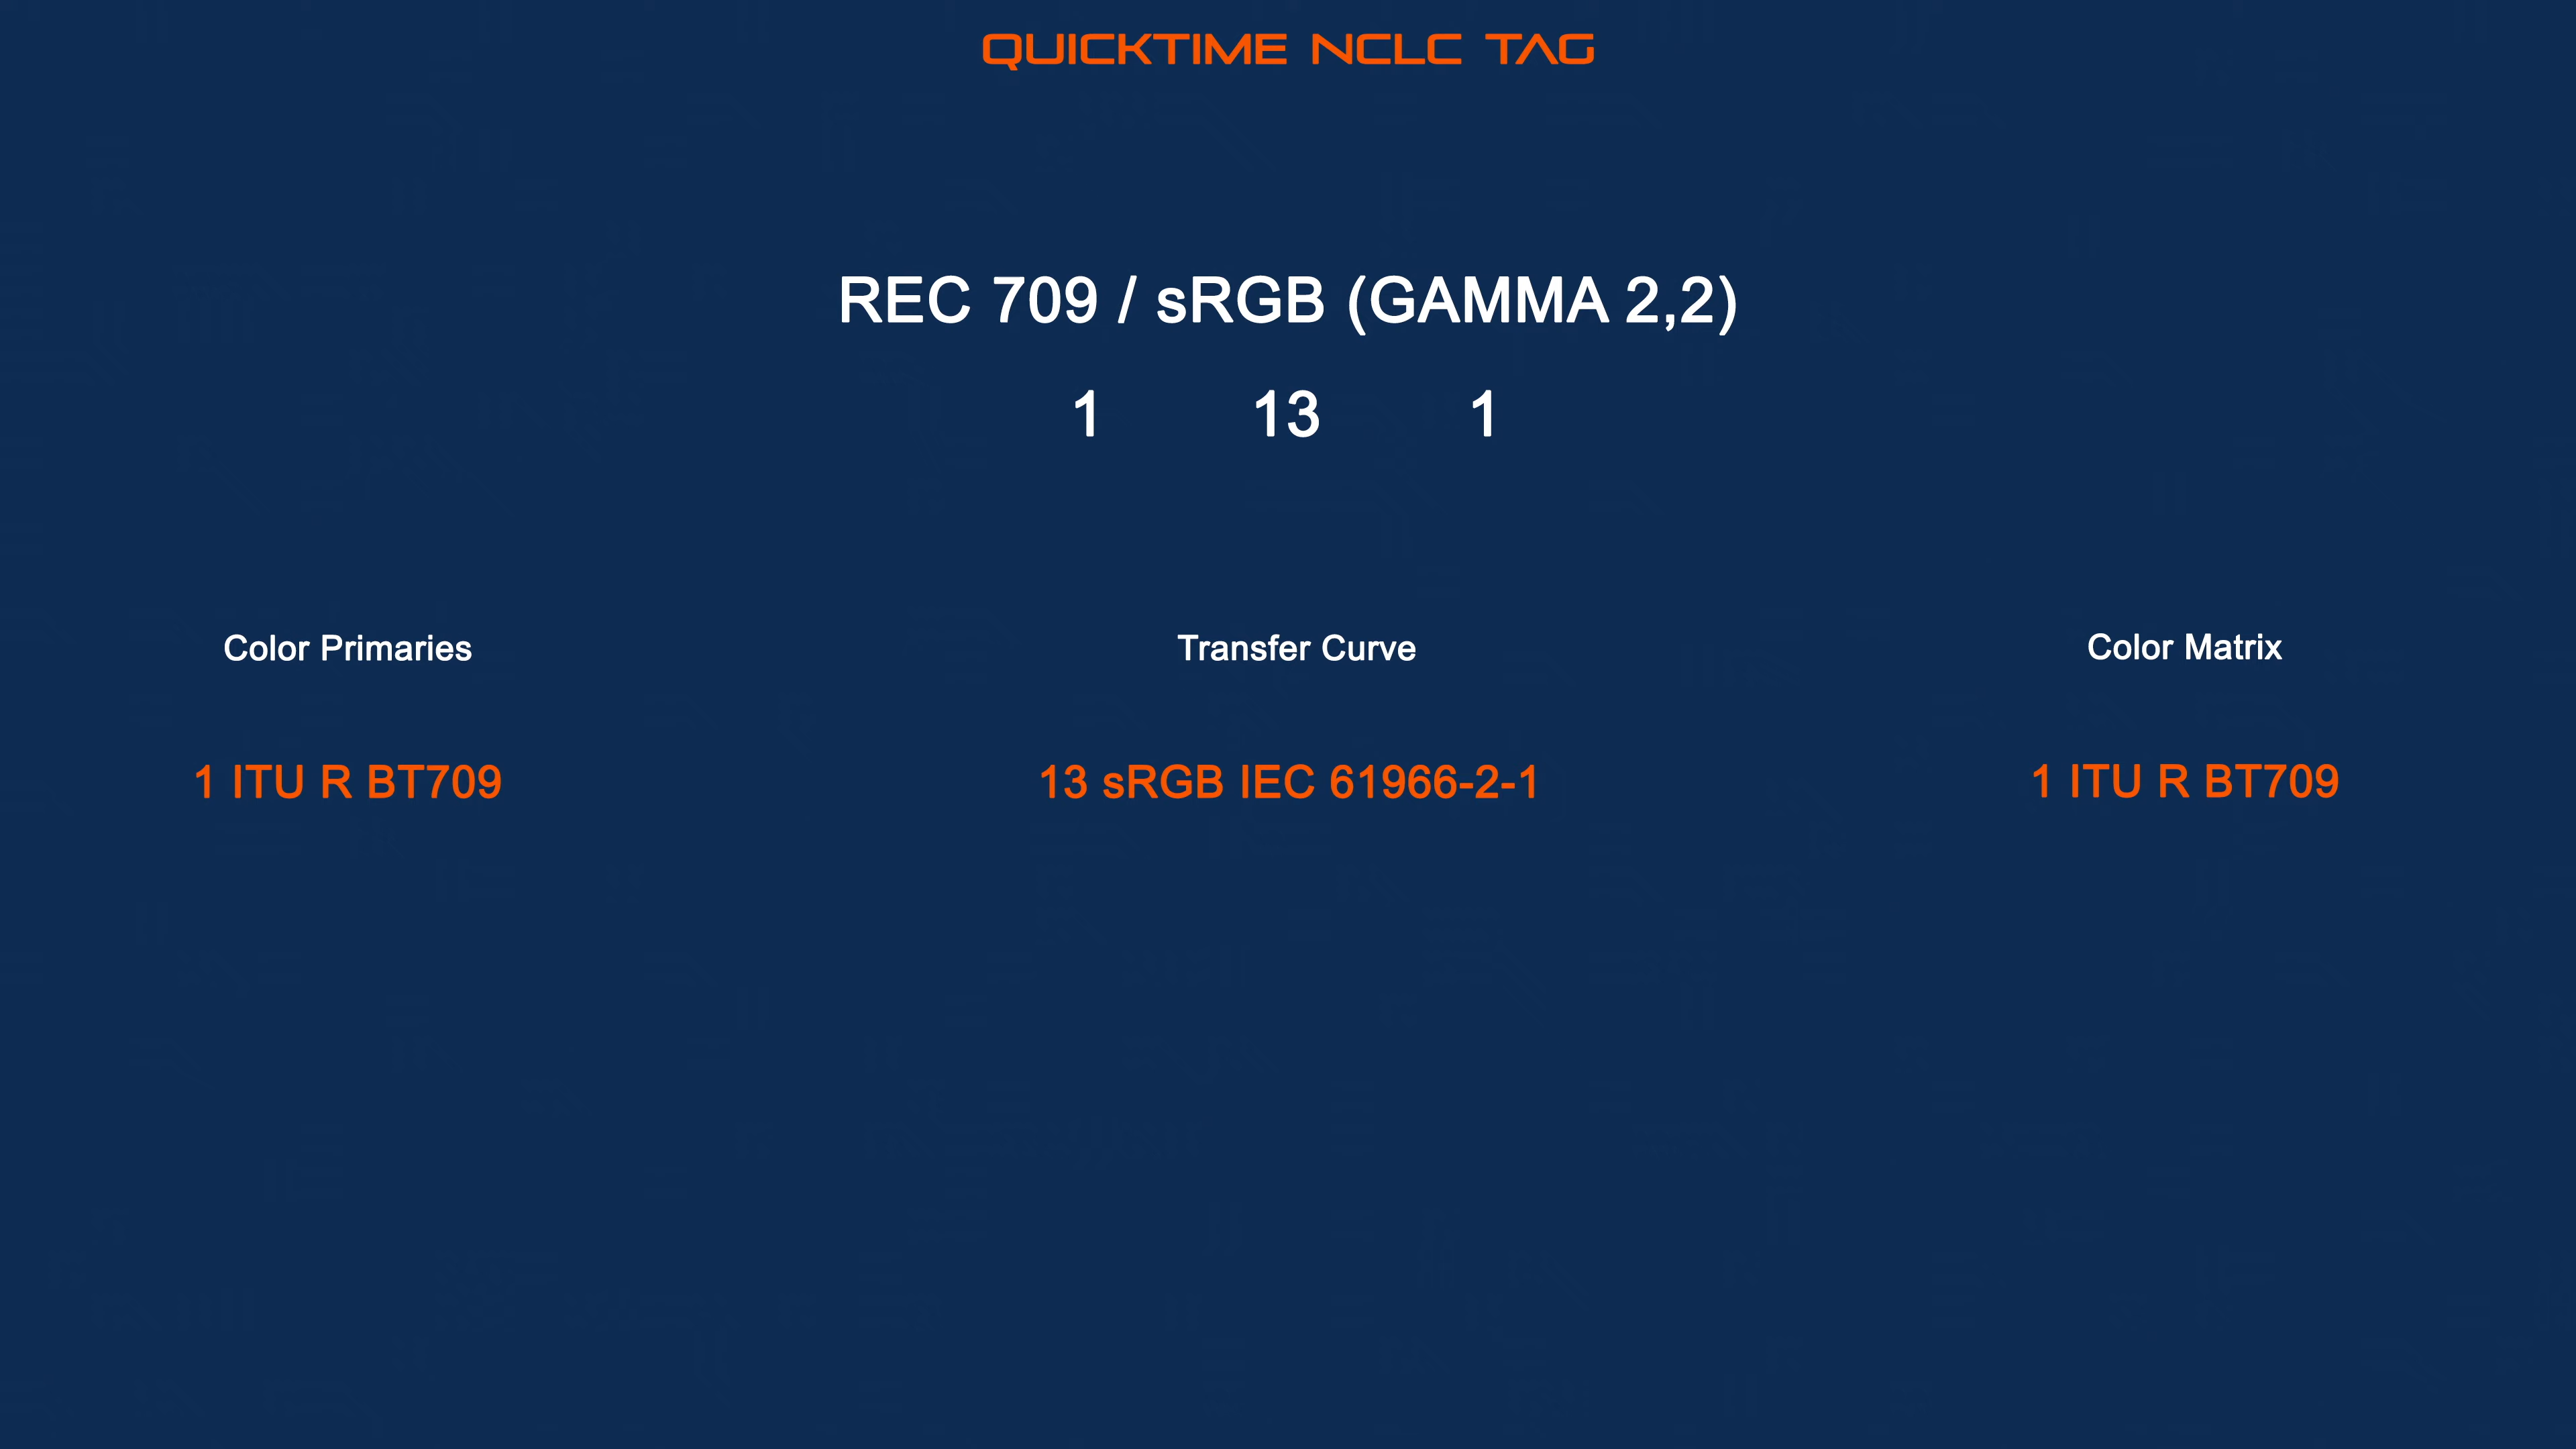 QUICKTIME NCLC TAG
REC 709 / sRGB (GAMMA 2,2)
1 13 1
Color Primaries Transfer Curve Color Matrix
1 ITU R BT709 13 sRGB IEC 61966-2-1 1 ITU R BT709